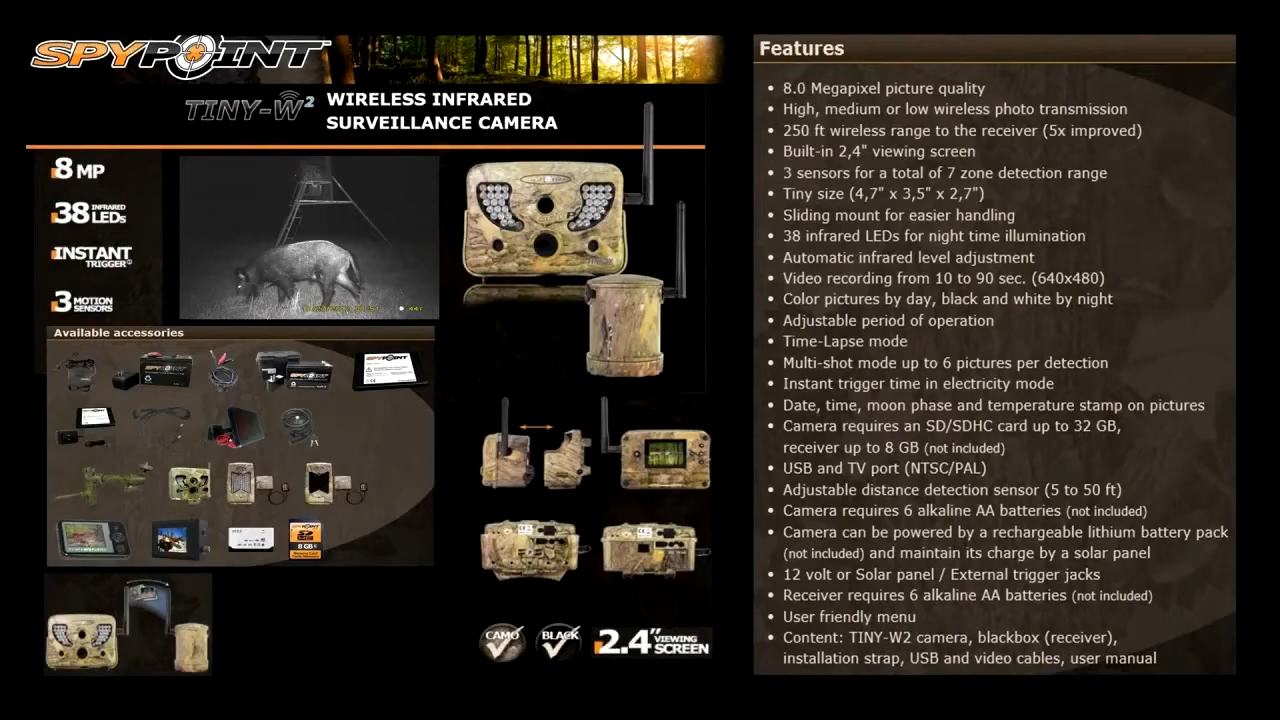 SPYPOINT
TINY-W2 WIRELESS INFRARED
SURVEILLANCE CAMERA
8 MP
38 INFRARED LEDs
INSTANT TRIGGER
3 MOTION SENSORS
Available accessories
SPYPOINT
SPYPOINT
SPYPOINT
8 GB
CAMO
BLACK
2.4" VIEWING SCREEN
Features
• 8.0 Megapixel picture quality
• High, medium or low wireless photo transmission
• 250 ft wireless range to the receiver (5x improved)
• Built-in 2,4" viewing screen
• 3 sensors for a total of 7 zone detection range
• Tiny size (4,7" x 3,5" x 2,7")
• Sliding mount for easier handling
• 38 infrared LEDs for night time illumination
• Automatic infrared level adjustment
• Video recording from 10 to 90 sec. (640x480)
• Color pictures by day, black and white by night
• Adjustable period of operation
• Time-Lapse mode
• Multi-shot mode up to 6 pictures per detection
• Instant trigger time in electricity mode
• Date, time, moon phase and temperature stamp on pictures
• Camera requires an SD/SDHC card up to 32 GB,
receiver up to 8 GB (not included)
• USB and TV port (NTSC/PAL)
• Adjustable distance detection sensor (5 to 50 ft)
• Camera requires 6 alkaline AA batteries (not included)
• Camera can be powered by a rechargeable lithium battery pack
(not included) and maintain its charge by a solar panel
• 12 volt or Solar panel / External trigger jacks
• Receiver requires 6 alkaline AA batteries (not included)
• User friendly menu
• Content: TINY-W2 camera, blackbox (receiver),
installation strap, USB and video cables, user manual